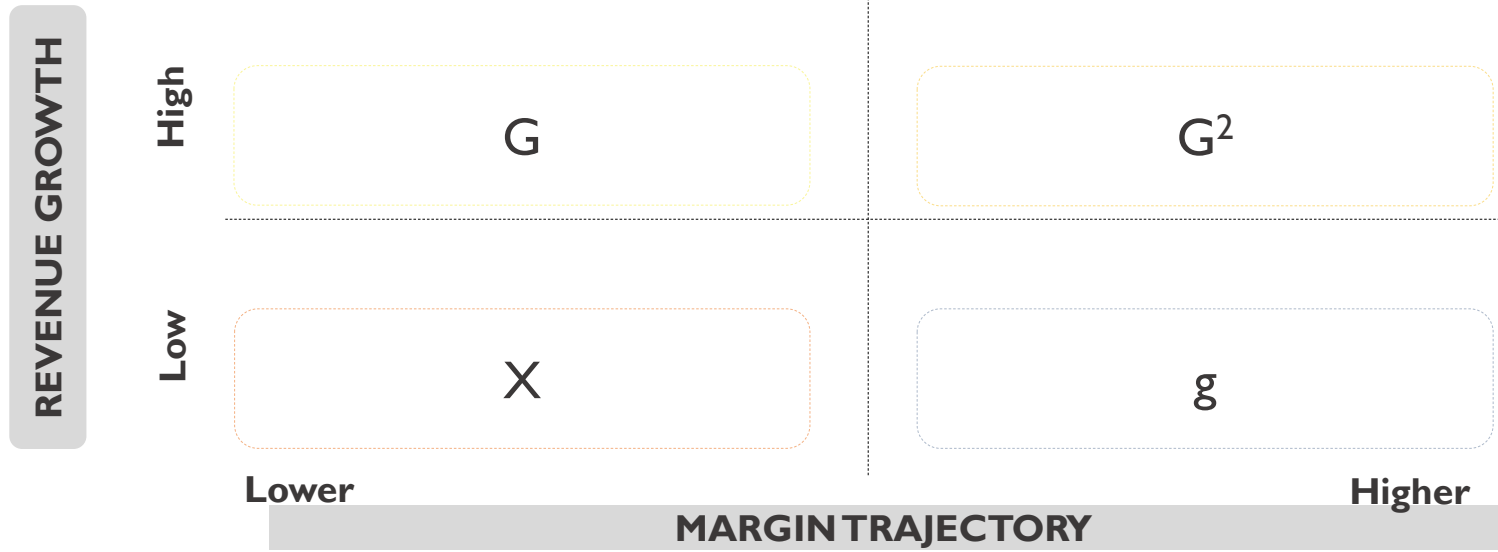 REVENUE GROWTH
High
G
G²
Low
X
g
Lower
Higher
MARGIN TRAJECTORY